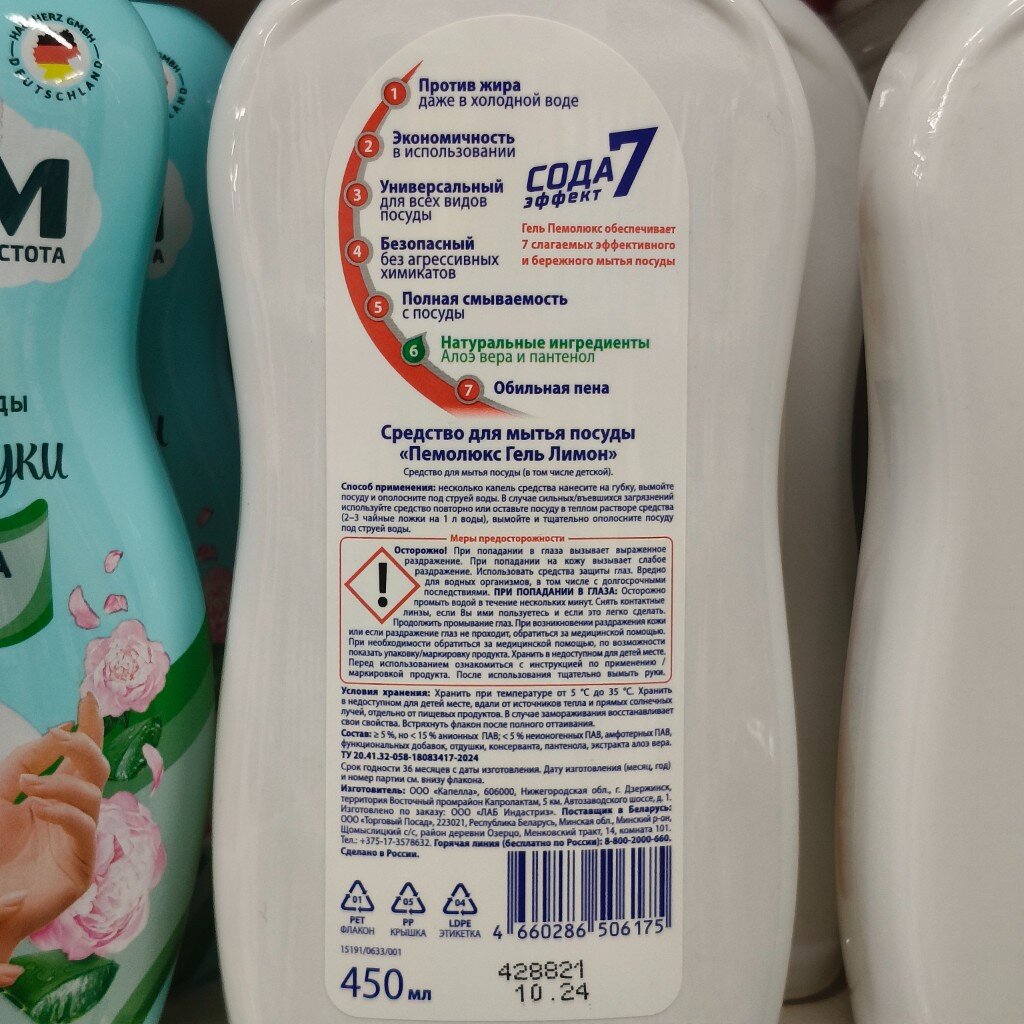 HAUSHERZ GMBH
DEUTSCHLAND
М
СТОТА
ДЫ
уки
А
1 Против жира
даже в холодной воде
2 Экономичность
в использовании
3 Универсальный
для всех видов
посуды
4 Безопасный
без агрессивных
химикатов
5 Полная смываемость
с посуды
6 Натуральные ингредиенты
Алоэ вера и пантенол
7 Обильная пена
СОДА 7
эффект
Гель Пемолюкс обеспечивает
7 слагаемых эффективного
и бережного мытья посуды
Средство для мытья посуды
«Пемолюкс Гель Лимон»
Средство для мытья посуды (в том числе детской).
Способ применения: несколько капель средства нанесите на губку, вымойте
посуду и ополосните под струей воды. В случае сильных/въевшихся загрязнений
используйте средство повторно или оставьте посуду в теплом растворе средства
(2–3 чайные ложки на 1 л воды), вымойте и тщательно ополосните посуду
под струей воды.
Меры предосторожности
Осторожно! При попадании в глаза вызывает выраженное
раздражение. При попадании на кожу вызывает слабое
раздражение. Использовать средства защиты глаз. Вредно
для водных организмов, в том числе с долгосрочными
последствиями. ПРИ ПОПАДАНИИ В ГЛАЗА: Осторожно
промыть водой в течение нескольких минут. Снять контактные
линзы, если Вы ими пользуетесь и если это легко сделать.
Продолжить промывание глаз. При возникновении раздражения кожи
или если раздражение глаз не проходит, обратиться за медицинской помощью.
При необходимости обратиться за медицинской помощью, по возможности
показать упаковку/маркировку продукта. Хранить в недоступном для детей месте.
Перед использованием ознакомиться с инструкцией по применению /
маркировкой продукта. После использования тщательно вымыть руки.
Условия хранения: Хранить при температуре от 5 °С до 35 °С. Хранить
в недоступном для детей месте, вдали от источников тепла и прямых солнечных
лучей, отдельно от пищевых продуктов. В случае замораживания восстанавливает
свои свойства. Встряхнуть флакон после полного оттаивания.
Состав: ≥ 5 %, но < 15 % анионных ПАВ; < 5 % неионогенных ПАВ, амфотерных ПАВ,
функциональных добавок, отдушки, консерванта, пантенола, экстракта алоэ вера.
ТУ 20.41.32-058-18083417-2024
Срок годности 36 месяцев с даты изготовления. Дату изготовления (месяц, год)
и номер партии см. внизу флакона.
Изготовитель: ООО «Капелла», 606000, Нижегородская обл., г. Дзержинск,
территория Восточный промрайон Капролактам, 5 км. Автозаводского шоссе, д. 1.
Изготовлено по заказу: ООО «ЛАБ Индастриз». Поставщик в Беларусь:
ООО «Торговый Посад», 223021, Республика Беларусь, Минская обл., Минский р-он,
Щомыслицкий с/с, район деревни Озерцо, Менковский тракт, 14, комната 101.
Тел.: +375-17-3578632. Горячая линия (бесплатно по России): 8-800-2000-660.
Сделано в России.
01 05 04
PET PP LDPE
ФЛАКОН КРЫШКА ЭТИКЕТКА
4 660286 506175
15191/0633/001
450 мл
428821
10.24